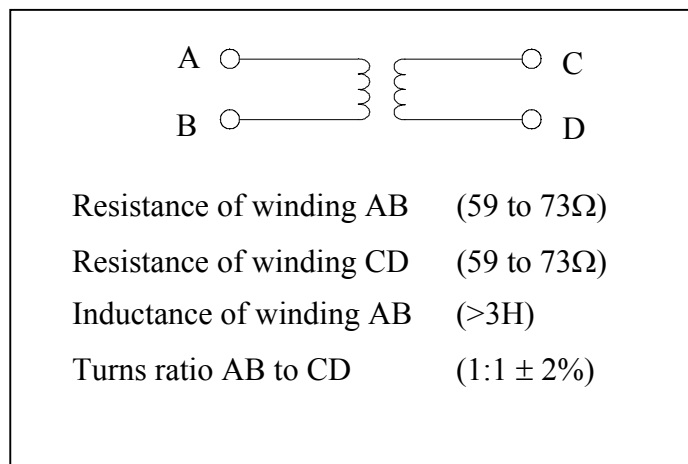 A C
B D
Resistance of winding AB (59 to 73Ω)
Resistance of winding CD (59 to 73Ω)
Inductance of winding AB (>3H)
Turns ratio AB to CD (1:1 ± 2%)